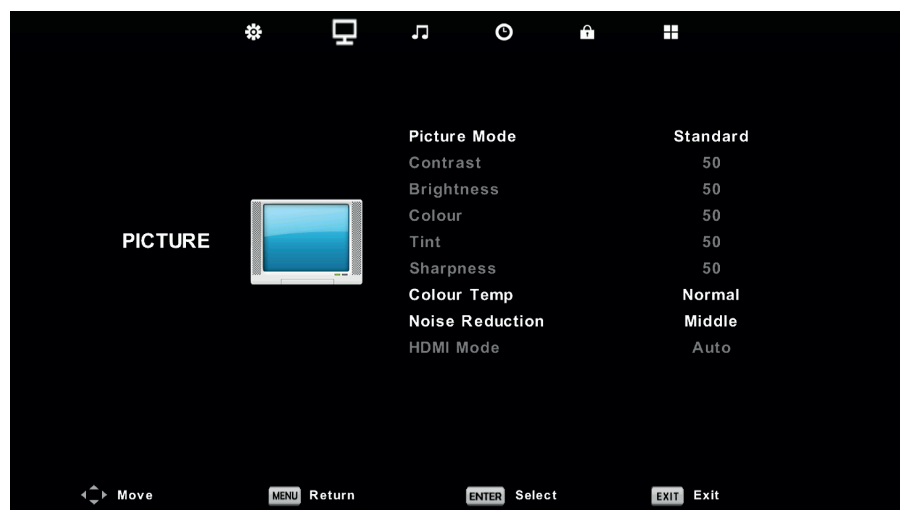 Picture Mode Standard
Contrast 50
Brightness 50
Colour 50
PICTURE
Tint 50
Sharpness 50
Colour Temp Normal
Noise Reduction Middle
HDMI Mode Auto
Move MENU Return ENTER Select EXIT Exit